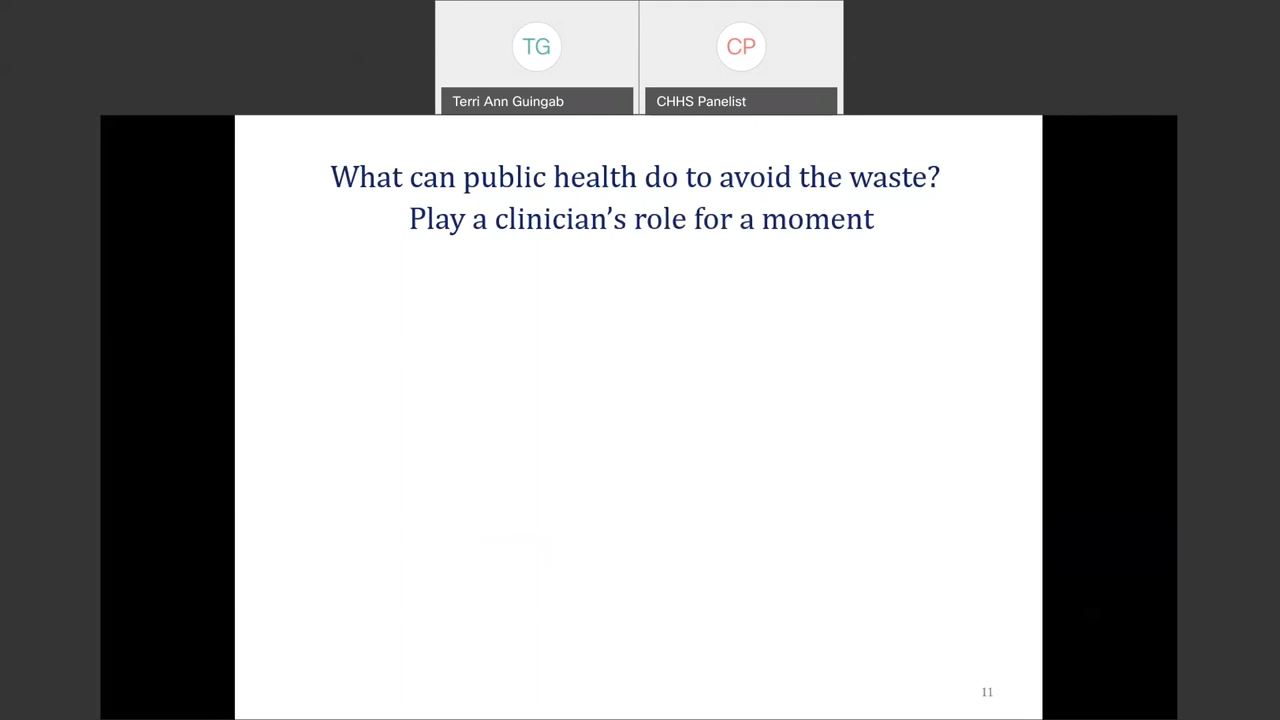 TG
CP
Terri Ann Guingab
CHHS Panelist
What can public health do to avoid the waste?
Play a clinician’s role for a moment
11